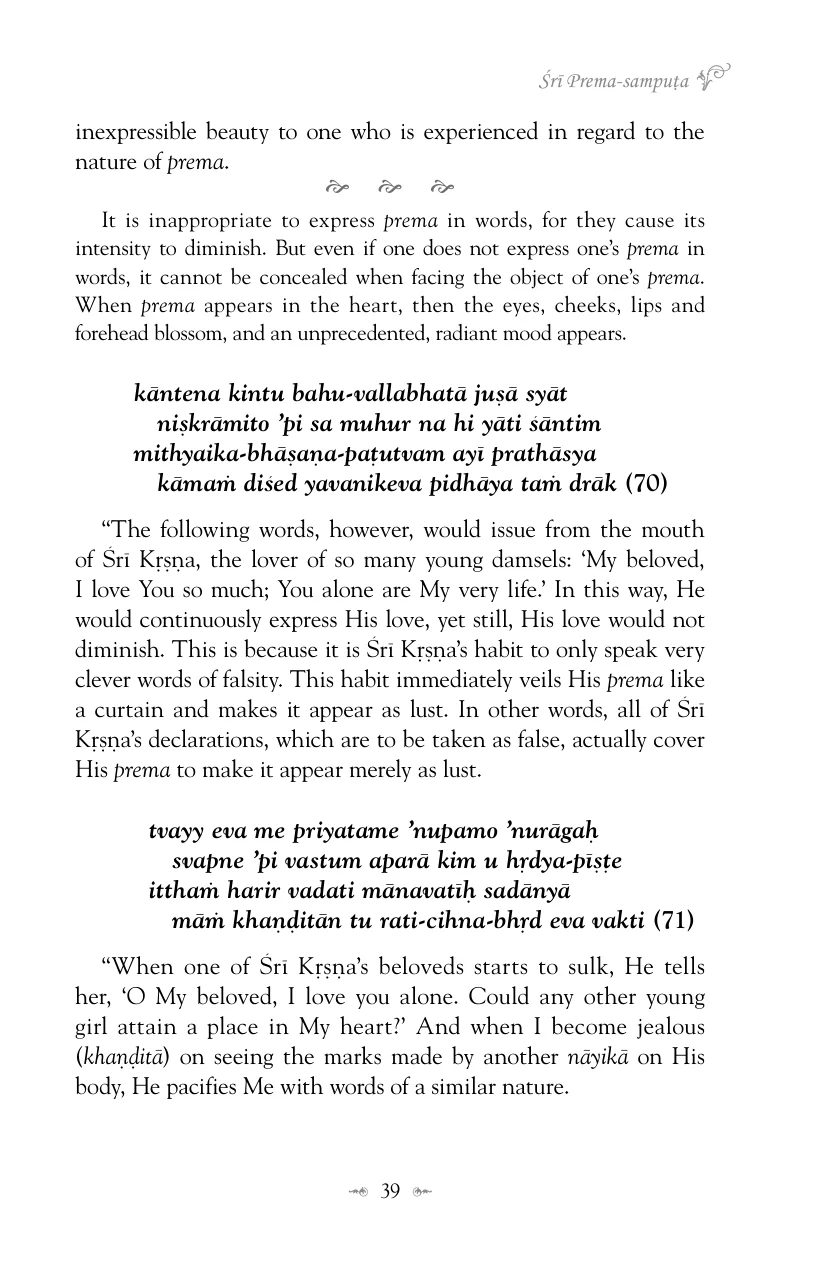 Śrī Prema-sampuṭa
inexpressible beauty to one who is experienced in regard to the
nature of prema.
It is inappropriate to express prema in words, for they cause its
intensity to diminish. But even if one does not express one’s prema in
words, it cannot be concealed when facing the object of one’s prema.
When prema appears in the heart, then the eyes, cheeks, lips and
forehead blossom, and an unprecedented, radiant mood appears.
kāntena kintu bahu-vallabhatā juṣā syāt
niṣkrāmito ’pi sa muhur na hi yāti śāntim
mithyaika-bhāṣaṇa-paṭutvam ayī prathāsya
kāmaṁ diśed yavanikeva pidhāya taṁ drāk (70)
“The following words, however, would issue from the mouth
of Śrī Kṛṣṇa, the lover of so many young damsels: ‘My beloved,
I love You so much; You alone are My very life.’ In this way, He
would continuously express His love, yet still, His love would not
diminish. This is because it is Śrī Kṛṣṇa’s habit to only speak very
clever words of falsity. This habit immediately veils His prema like
a curtain and makes it appear as lust. In other words, all of Śrī
Kṛṣṇa’s declarations, which are to be taken as false, actually cover
His prema to make it appear merely as lust.
tvayy eva me priyatame ’nupamo ’nurāgaḥ
svapne ’pi vastum aparā kim u hṛdya-pīṣṭe
itthaṁ harir vadati mānavatīḥ sadānyā
māṁ khaṇḍitān tu rati-cihna-bhṛd eva vakti (71)
“When one of Śrī Kṛṣṇa’s beloveds starts to sulk, He tells
her, ‘O My beloved, I love you alone. Could any other young
girl attain a place in My heart?’ And when I become jealous
(khaṇḍitā) on seeing the marks made by another nāyikā on His
body, He pacifies Me with words of a similar nature.
39